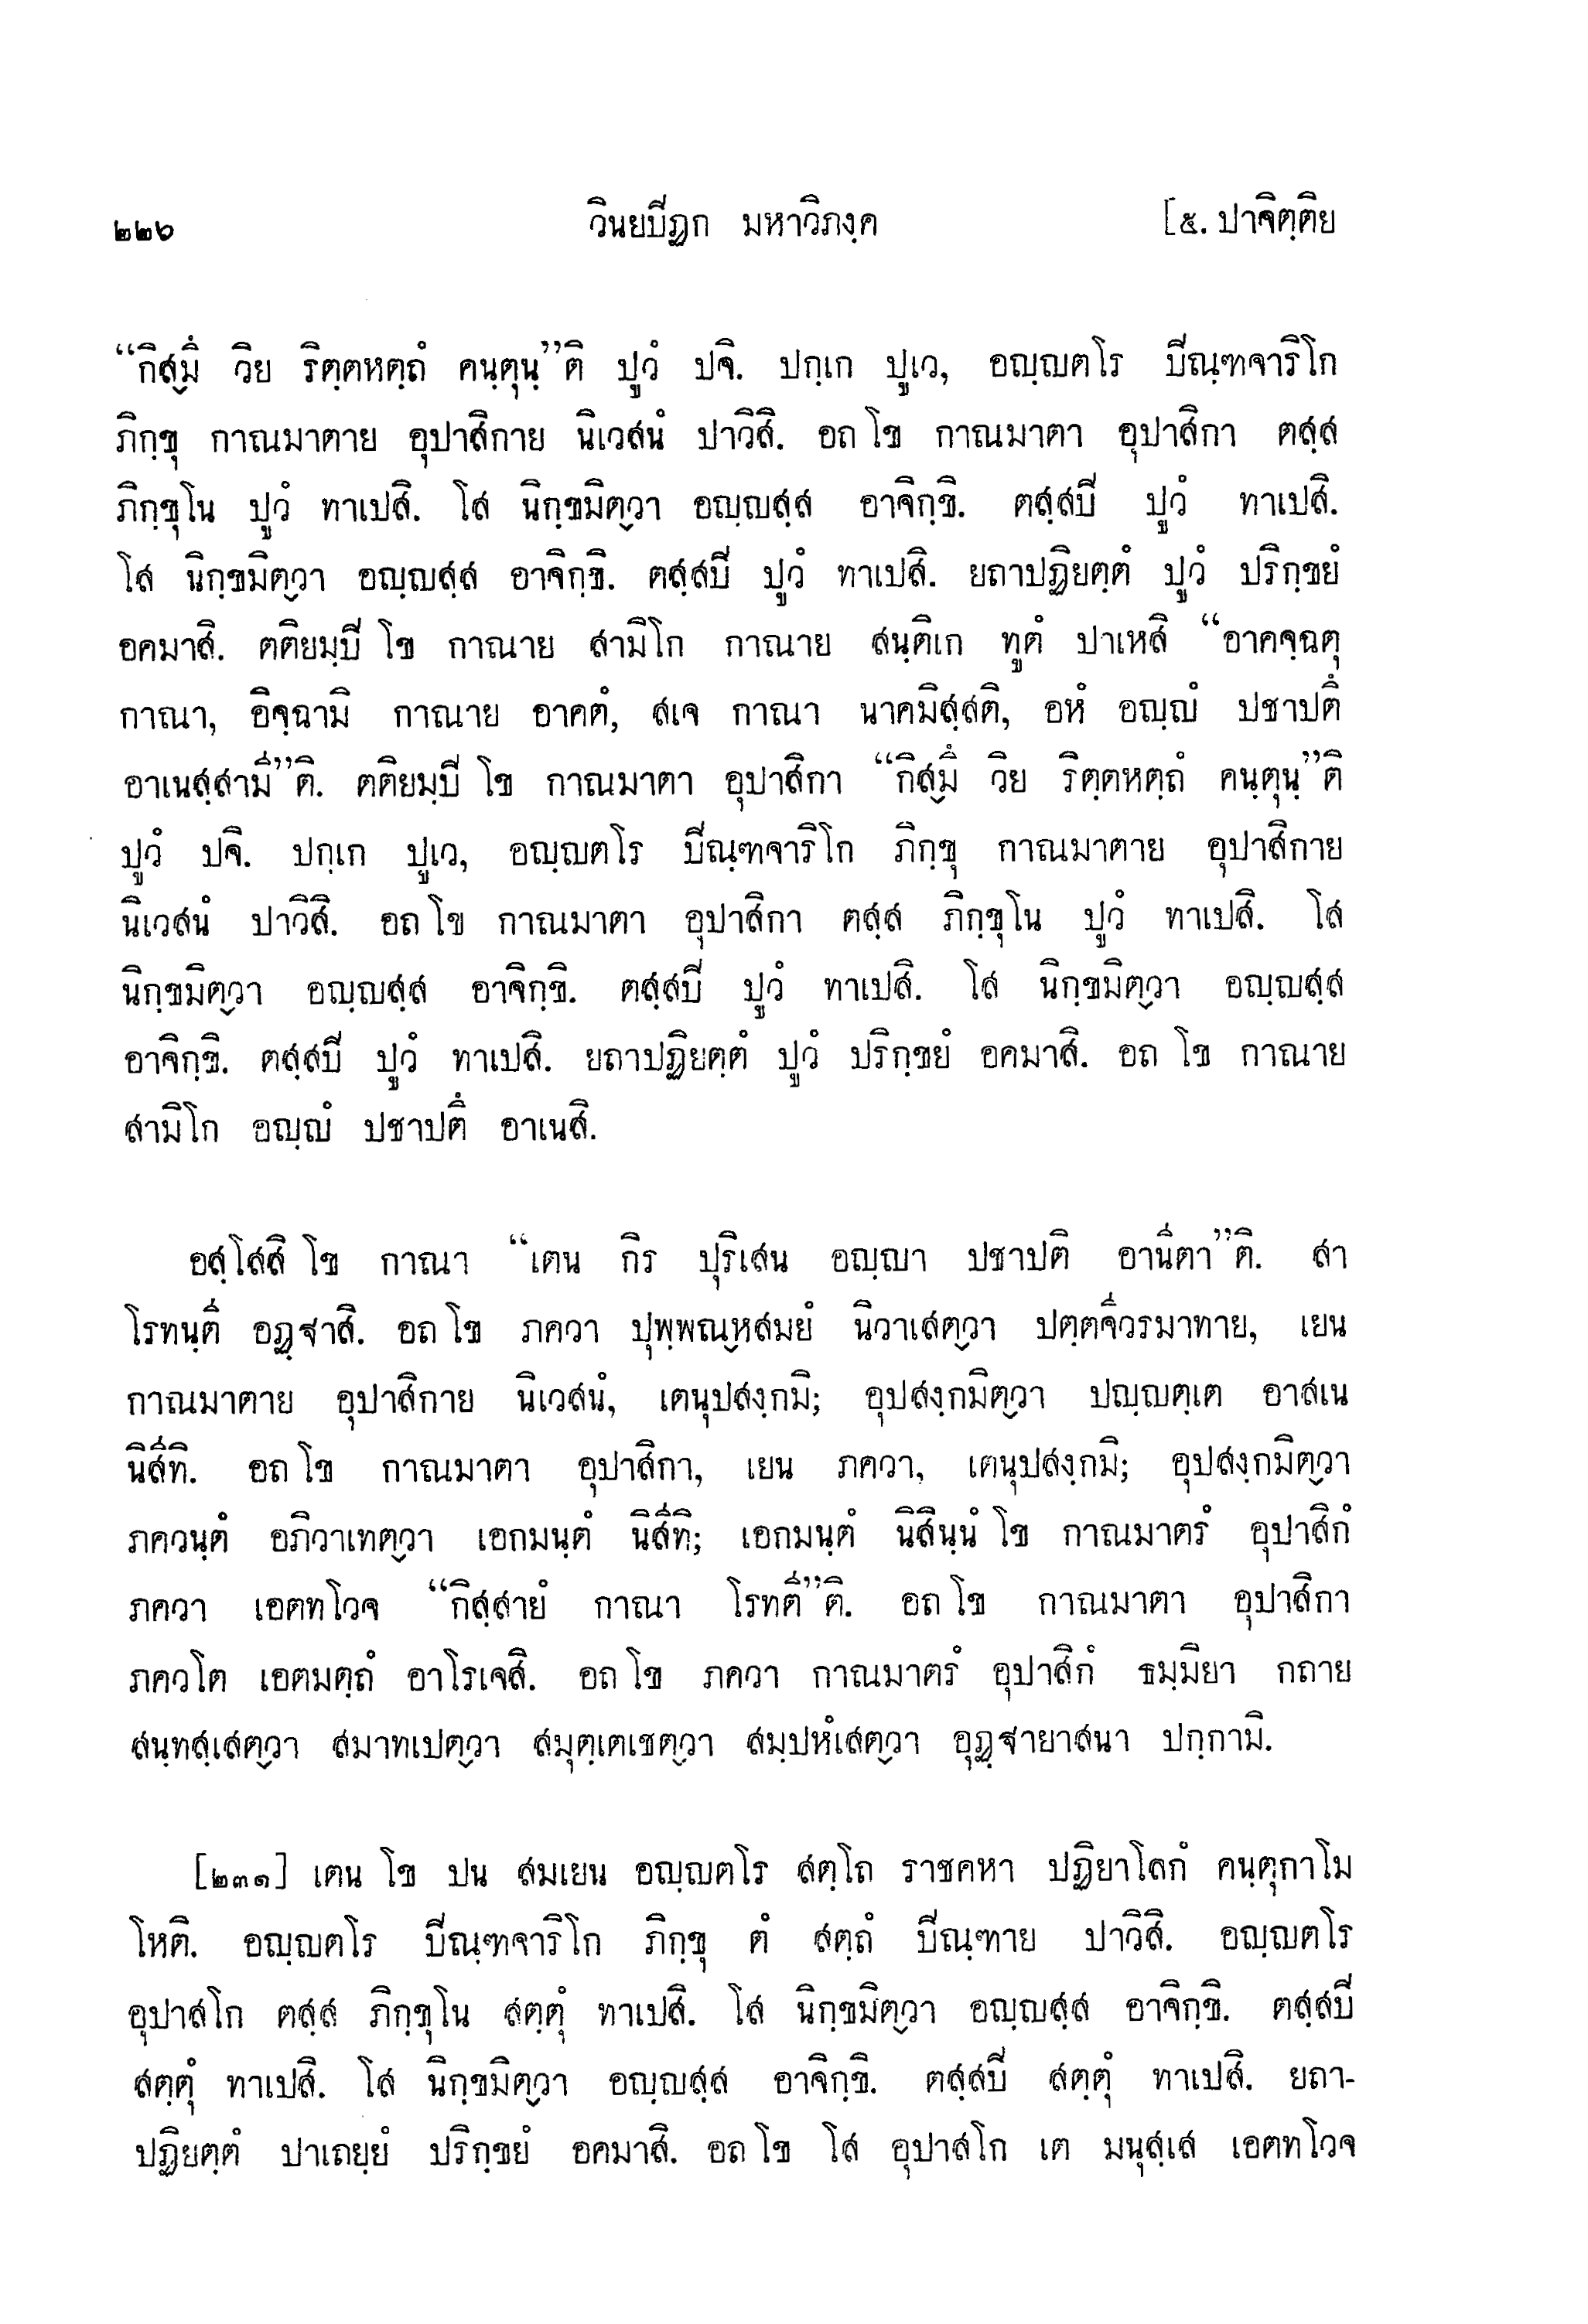 ๒๒๖ วินยปิฏก มหาวิภงฺค [๕. ปาจิตฺติย
“กิสฺมึ วิย ริตฺตหตฺถํ คนฺตุนฺ”ติ ปูวํ ปจิ. ปกฺเก ปูเว, อญฺญตโร ปิณฺฑจาริโก
ภิกฺขุ กาณมาตาย อุปาสิกาย นิเวสนํ ปาวิสิ. อถ โข กาณมาตา อุปาสิกา ตสฺส
ภิกฺขุโน ปูวํ ทาเปสิ. โส นิกฺขมิตฺวา อญฺญสฺส อาจิกฺขิ. ตสฺสปิ ปูวํ ทาเปสิ.
โส นิกฺขมิตฺวา อญฺญสฺส อาจิกฺขิ. ตสฺสปิ ปูวํ ทาเปสิ. ยถาปฏิยตฺตํ ปูวํ ปริกฺขยํ
อคมาสิ. ตติยมฺปิ โข กาณาย สามิโก กาณาย สนฺติเก ทูตํ ปาเหสิ “อาคจฺฉตุ
กาณา, อิจฺฉามิ กาณาย อาคตํ, สเจ กาณา นาคมิสฺสติ, อหํ อญฺญํ ปชาปตึ
อาเนสฺสามี”ติ. ตติยมฺปิ โข กาณมาตา อุปาสิกา “กิสฺมึ วิย ริตฺตหตฺถํ คนฺตุนฺ”ติ
ปูวํ ปจิ. ปกฺเก ปูเว, อญฺญตโร ปิณฺฑจาริโก ภิกฺขุ กาณมาตาย อุปาสิกาย
นิเวสนํ ปาวิสิ. อถ โข กาณมาตา อุปาสิกา ตสฺส ภิกฺขุโน ปูวํ ทาเปสิ. โส
นิกฺขมิตฺวา อญฺญสฺส อาจิกฺขิ. ตสฺสปิ ปูวํ ทาเปสิ. โส นิกฺขมิตฺวา อญฺญสฺส
อาจิกฺขิ. ตสฺสปิ ปูวํ ทาเปสิ. ยถาปฏิยตฺตํ ปูวํ ปริกฺขยํ อคมาสิ. อถ โข กาณาย
สามิโก อญฺญํ ปชาปตึ อาเนสิ.
อสฺโสสิ โข กาณา “เตน กิร ปุริเสน อญฺญา ปชาปติ อานีตา”ติ. สา
โรทนฺตี อฏฺฐาสิ. อถ โข ภควา ปุพฺพณฺหสมยํ นิวาเสตฺวา ปตฺตจีวรมาทาย, เยน
กาณมาตาย อุปาสิกาย นิเวสนํ, เตนุปสงฺกมิ; อุปสงฺกมิตฺวา ปญฺญตฺเต อาสเน
นิสีทิ. อถ โข กาณมาตา อุปาสิกา, เยน ภควา, เตนุปสงฺกมิ; อุปสงฺกมิตฺวา
ภควนฺตํ อภิวาเทตฺวา เอกมนฺตํ นิสีทิ; เอกมนฺตํ นิสินฺนํ โข กาณมาตรํ อุปาสิกํ
ภควา เอตทโวจ “กิสฺสายํ กาณา โรทตี”ติ. อถ โข กาณมาตา อุปาสิกา
ภควโต เอตมตฺถํ อาโรเจสิ. อถ โข ภควา กาณมาตรํ อุปาสิกํ ธมฺมิยา กถาย
สนฺทสฺเสตฺวา สมาทเปตฺวา สมุตฺเตเชตฺวา สมฺปหํเสตฺวา อุฏฺฐายาสนา ปกฺกามิ.
[๒๓๑] เตน โข ปน สมเยน อญฺญตโร สตฺโถ ราชคหา ปฏิยาโลกํ คนฺตุกาโม
โหติ. อญฺญตโร ปิณฺฑจาริโก ภิกฺขุ ตํ สตฺถํ ปิณฺฑาย ปาวิสิ. อญฺญตโร
อุปาสโก ตสฺส ภิกฺขุโน สตฺตุํ ทาเปสิ. โส นิกฺขมิตฺวา อญฺญสฺส อาจิกฺขิ. ตสฺสปิ
สตฺตุํ ทาเปสิ. โส นิกฺขมิตฺวา อญฺญสฺส อาจิกฺขิ. ตสฺสปิ สตฺตุํ ทาเปสิ. ยถา-
ปฏิยตฺตํ ปาเถยฺยํ ปริกฺขยํ อคมาสิ. อถ โข โส อุปาสโก เต มนุสฺเส เอตทโวจ